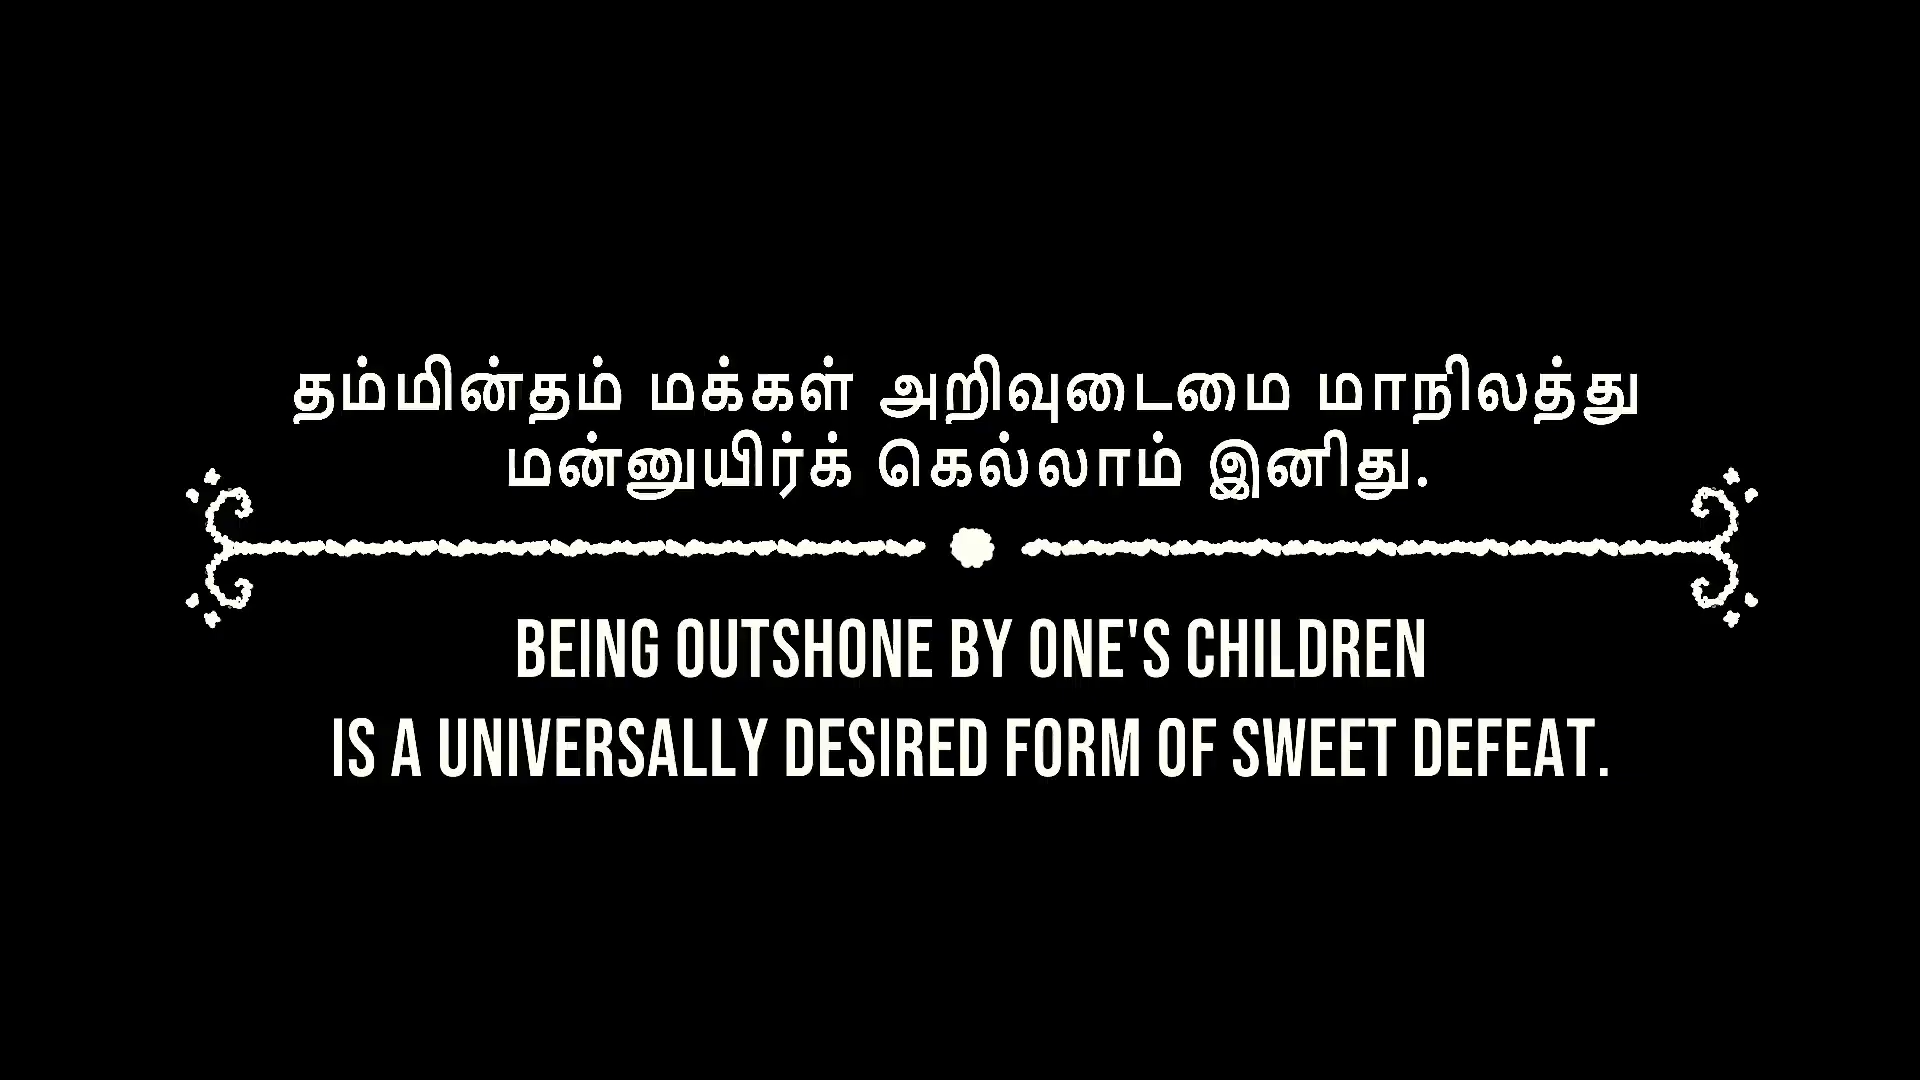 தம்மின்தம் மக்கள் அறிவுடைமை மாநிலத்து
மன்னுயிர்க் கெல்லாம் இனிது.
BEING OUTSHONE BY ONE'S CHILDREN
IS A UNIVERSALLY DESIRED FORM OF SWEET DEFEAT.